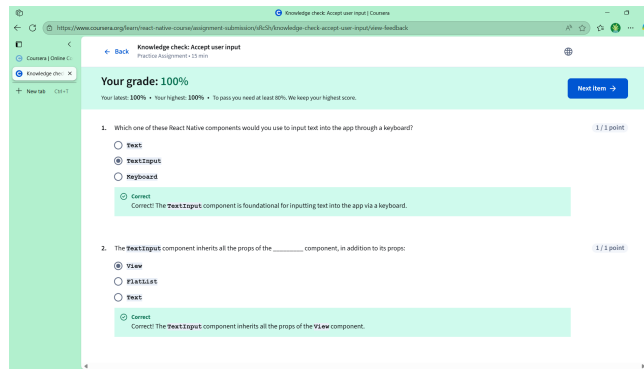 Knowledge check: Accept user input | Coursera
https://www.coursera.org/learn/react-native-course/assignment-submission/sRcSh/knowledge-check-accept-user-input/view-feedback
Coursera | Online Co
Knowledge chec
New tab Ctrl+T
Back
Knowledge check: Accept user input
Practice Assignment • 15 min
Your grade: 100%
Your latest: 100% • Your highest: 100% • To pass you need at least 80%. We keep your highest score.
Next item →
1. Which one of these React Native components would you use to input text into the app through a keyboard?
1 / 1 point
Text
TextInput
Keyboard
Correct
Correct! The TextInput component is foundational for inputting text into the app via a keyboard.
2. The TextInput component inherits all the props of the _________ component, in addition to its props:
1 / 1 point
View
FlatList
Text
Correct
Correct! The TextInput component inherits all the props of the View component.